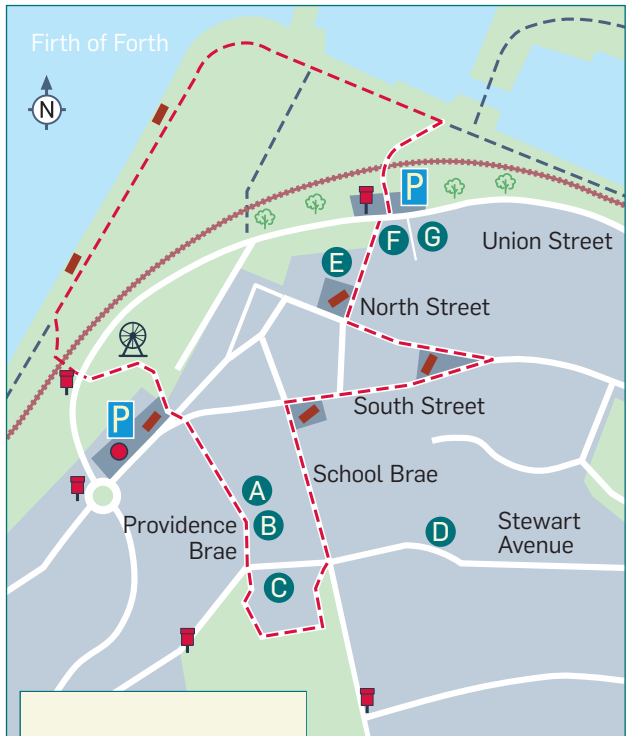 Firth of Forth
N
P
F
G
Union Street
E
North Street
P
South Street
School Brae
A
B
Providence
Brae
D
Stewart
Avenue
C